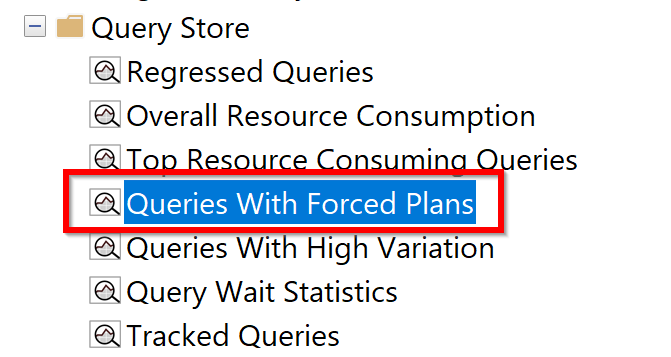 Query Store
Regressed Queries
Overall Resource Consumption
Top Resource Consuming Queries
Queries With Forced Plans
Queries With High Variation
Query Wait Statistics
Tracked Queries